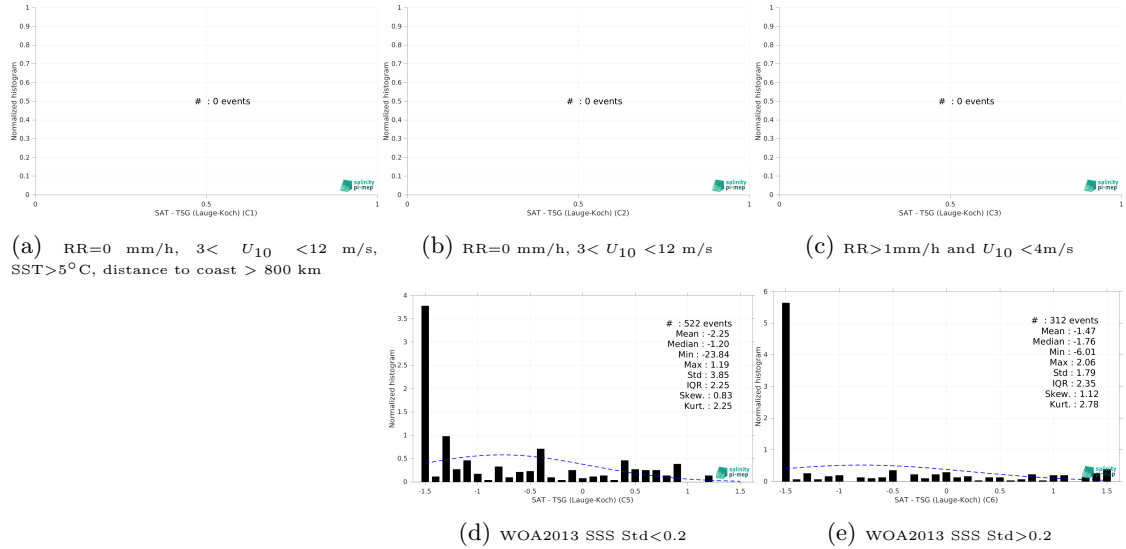 1
0.9
0.8
0.7
0.6
0.5
0.4
0.3
0.2
0.1
0
Normalized histogram
# : 0 events
salinity
pi-mep
0 0.5 1
SAT - TSG (Lauge-Koch) (C1)
(a) RR=0 mm/h, 3< U10 <12 m/s,
SST>5°C, distance to coast > 800 km
1
0.9
0.8
0.7
0.6
0.5
0.4
0.3
0.2
0.1
0
Normalized histogram
# : 0 events
salinity
pi-mep
0 0.5 1
SAT - TSG (Lauge-Koch) (C2)
(b) RR=0 mm/h, 3< U10 <12 m/s
1
0.9
0.8
0.7
0.6
0.5
0.4
0.3
0.2
0.1
0
Normalized histogram
# : 0 events
salinity
pi-mep
0 0.5 1
SAT - TSG (Lauge-Koch) (C3)
(c) RR>1mm/h and U10 <4m/s
4
3.5
3
2.5
2
1.5
1
0.5
0
Normalized histogram
# : 522 events
Mean : -2.25
Median : -1.20
Min : -23.84
Max : 1.19
Std : 3.85
IQR : 2.25
Skew. : 0.83
Kurt. : 2.25
salinity
pi-mep
-1.5 -1 -0.5 0 0.5 1 1.5
SAT - TSG (Lauge-Koch) (C5)
(d) WOA2013 SSS Std<0.2
6
5
4
3
2
1
0
Normalized histogram
# : 312 events
Mean : -1.47
Median : -1.76
Min : -6.01
Max : 2.06
Std : 1.79
IQR : 2.35
Skew. : 1.12
Kurt. : 2.78
salinity
pi-mep
-1.5 -1 -0.5 0 0.5 1 1.5
SAT - TSG (Lauge-Koch) (C6)
(e) WOA2013 SSS Std>0.2